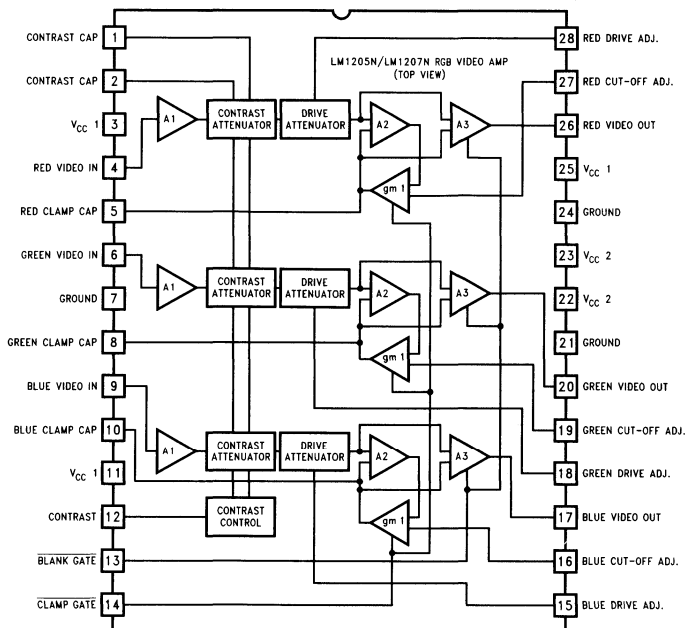 LM1205N/LM1207N RGB VIDEO AMP
(TOP VIEW)
CONTRAST CAP 1
CONTRAST CAP 2
VCC 1 3
RED VIDEO IN 4
RED CLAMP CAP 5
GREEN VIDEO IN 6
GROUND 7
GREEN CLAMP CAP 8
BLUE VIDEO IN 9
BLUE CLAMP CAP 10
VCC 1 11
CONTRAST 12
BLANK GATE 13
CLAMP GATE 14
A1
CONTRAST
ATTENUATOR
DRIVE
ATTENUATOR
A2
A3
gm 1
A1
CONTRAST
ATTENUATOR
DRIVE
ATTENUATOR
A2
A3
gm 1
A1
CONTRAST
ATTENUATOR
DRIVE
ATTENUATOR
A2
A3
gm 1
CONTRAST
CONTROL
28 RED DRIVE ADJ.
27 RED CUT-OFF ADJ.
26 RED VIDEO OUT
25 VCC 1
24 GROUND
23 VCC 2
22 VCC 2
21 GROUND
20 GREEN VIDEO OUT
19 GREEN CUT-OFF ADJ.
18 GREEN DRIVE ADJ.
17 BLUE VIDEO OUT
16 BLUE CUT-OFF ADJ.
15 BLUE DRIVE ADJ.